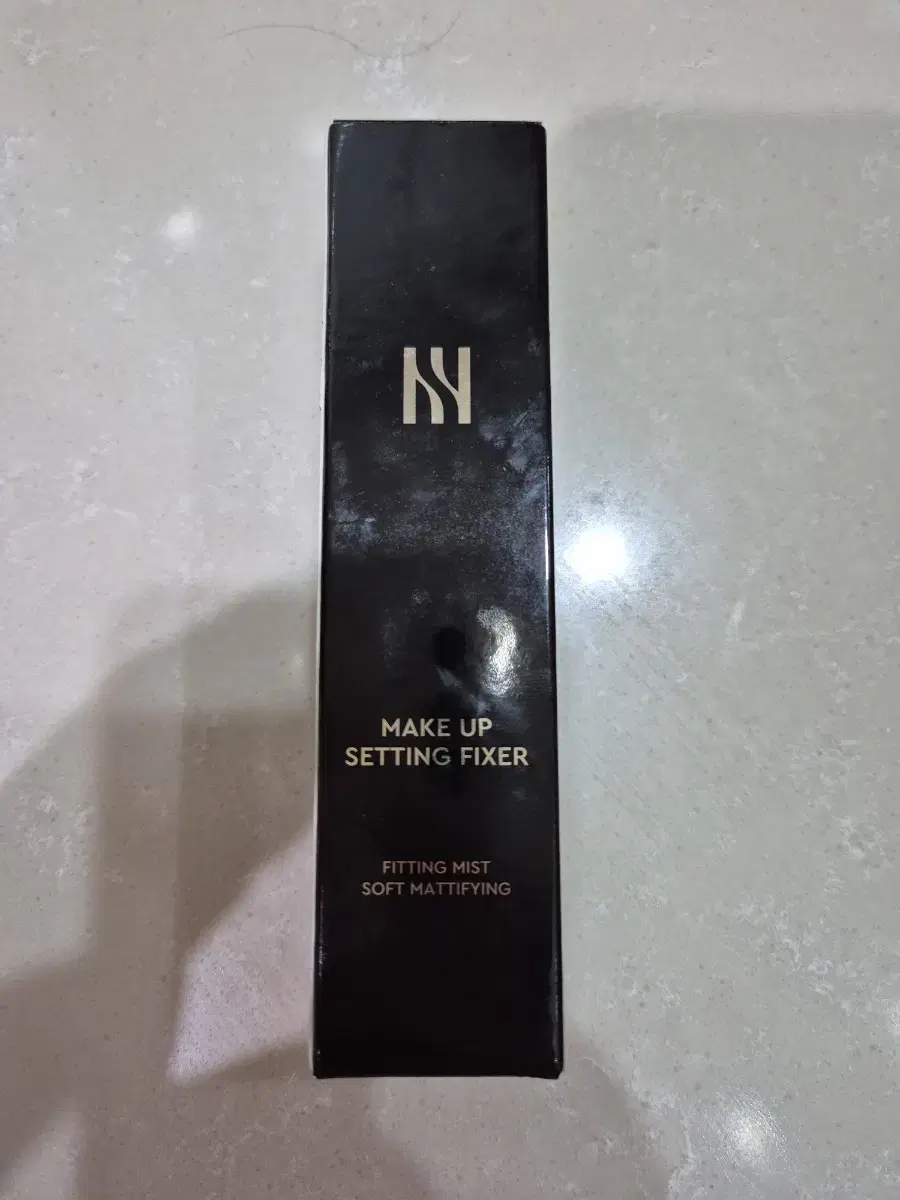 MAKE UP
SETTING FIXER
FITTING MIST
SOFT MATTIFYING